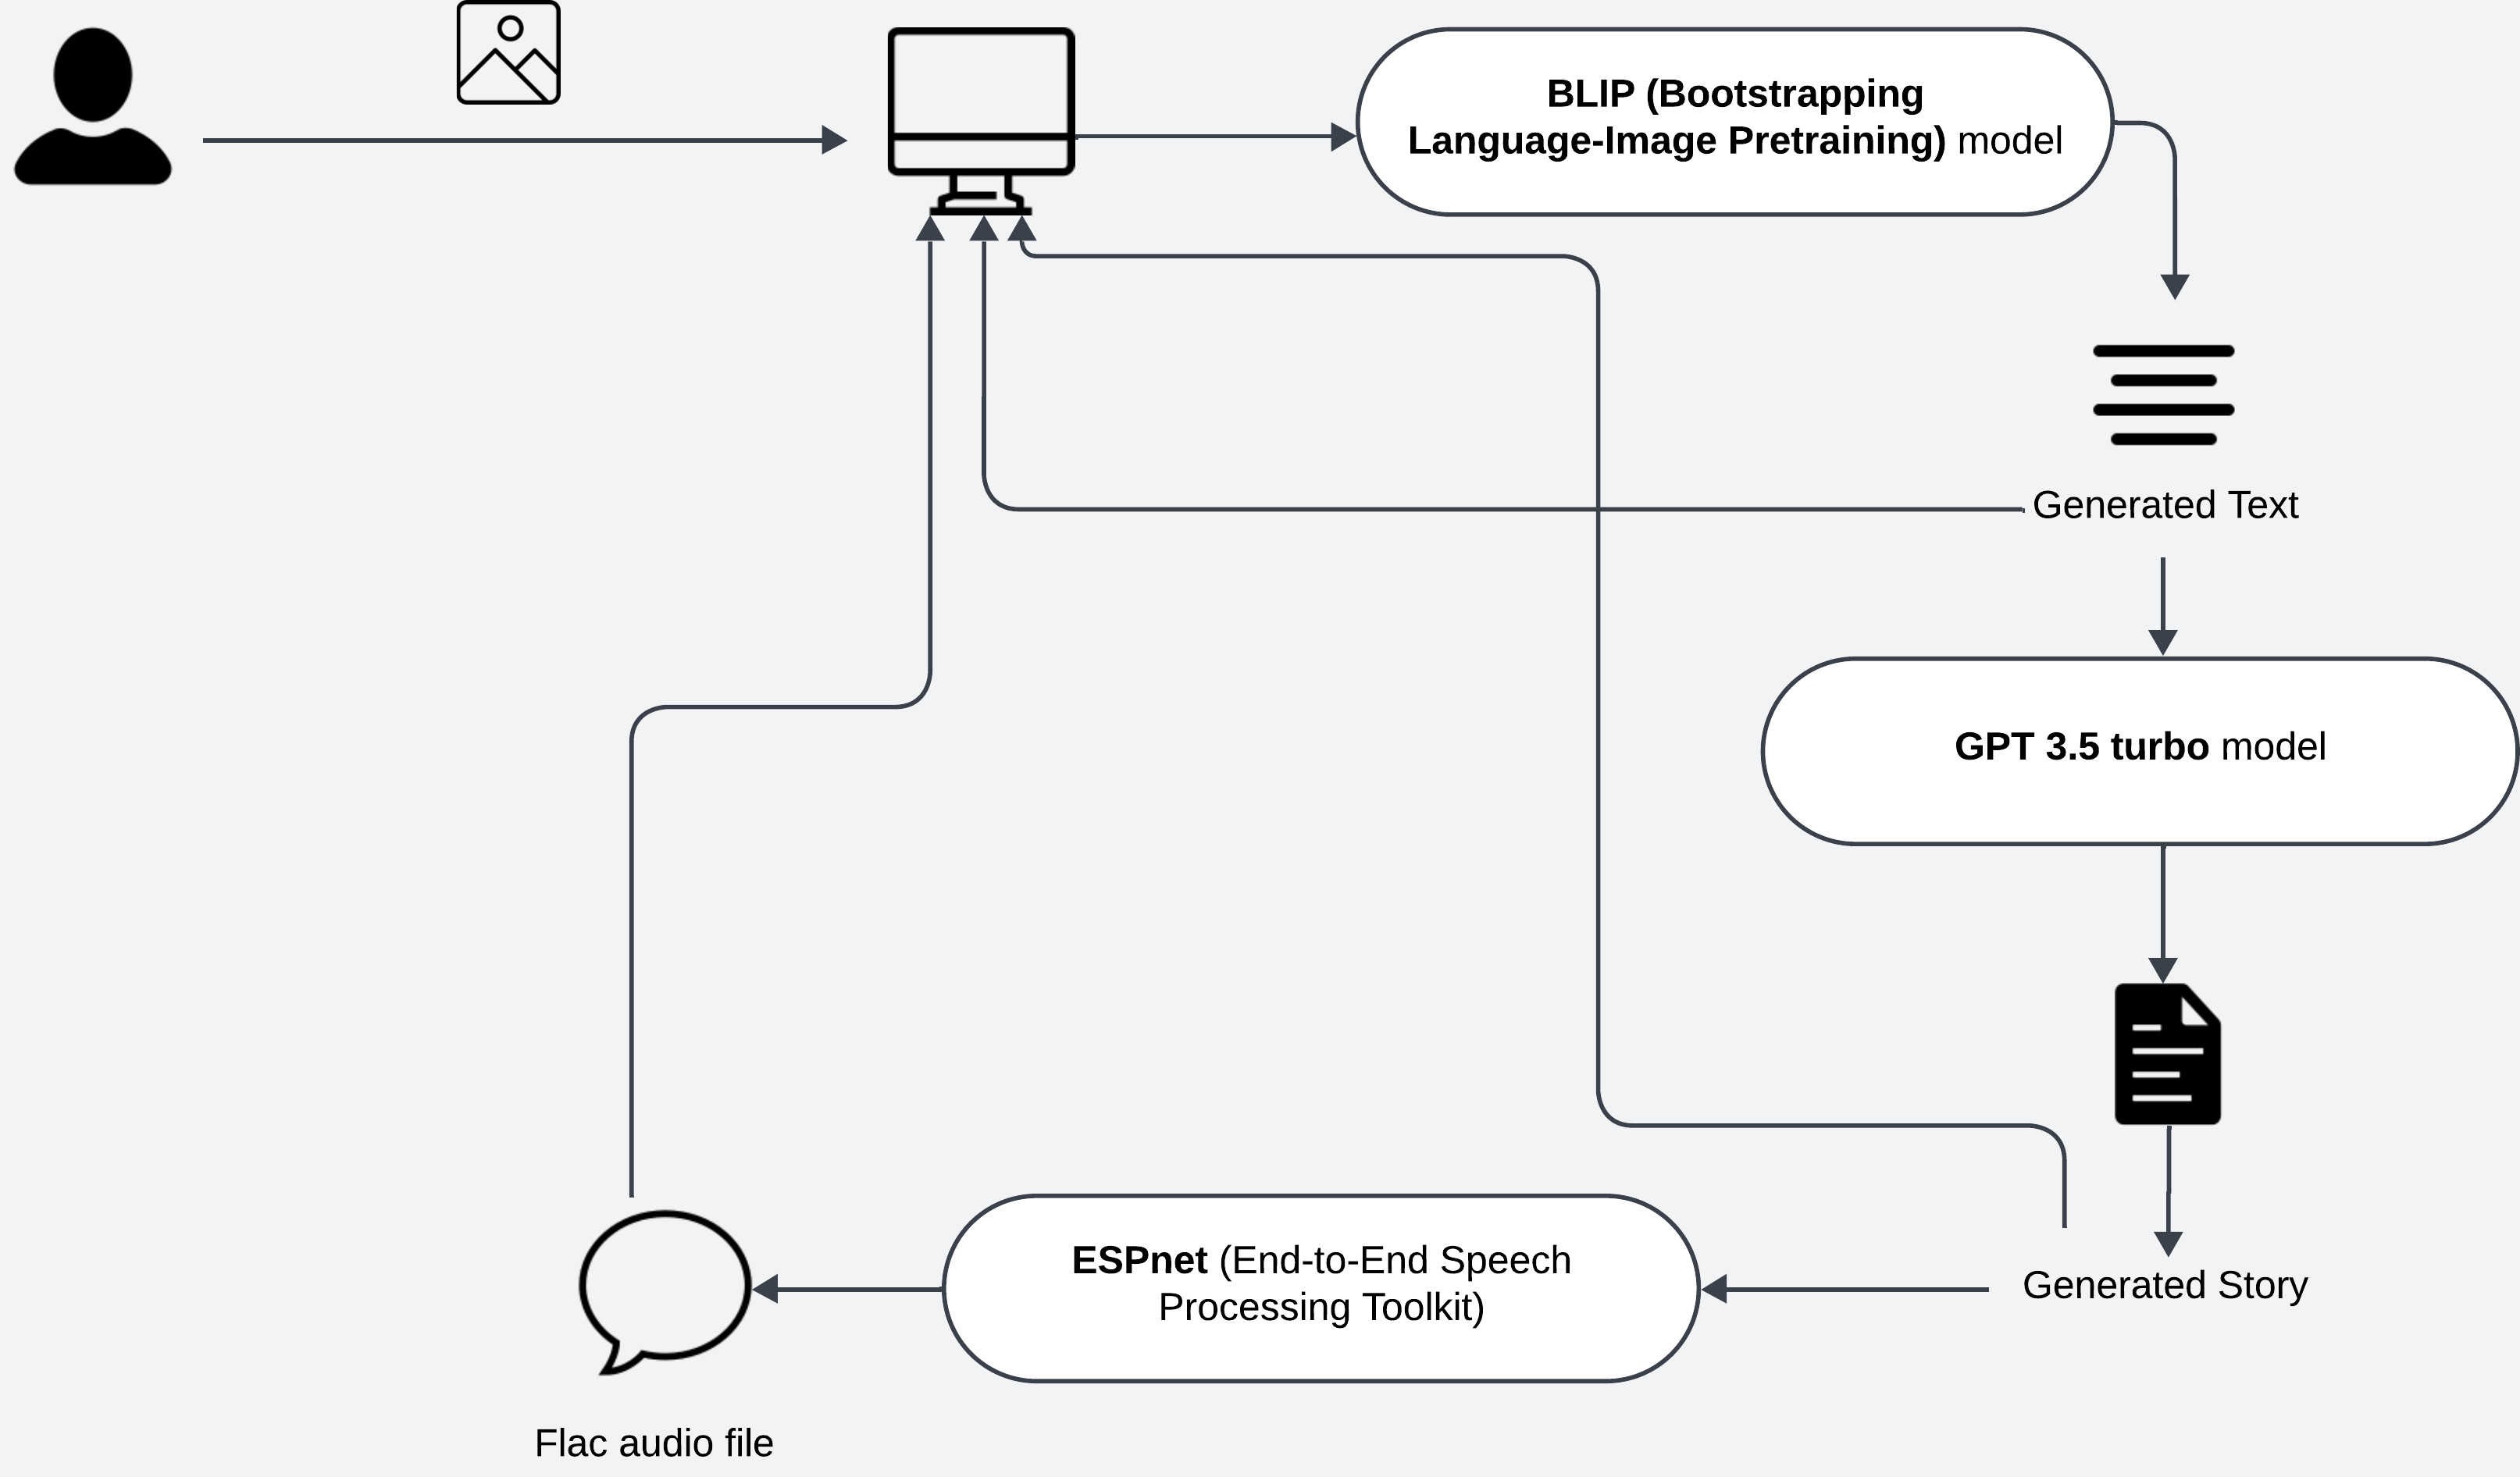 BLIP (Bootstrapping
Language-Image Pretraining) model
Generated Text
GPT 3.5 turbo model
Generated Story
ESPnet (End-to-End Speech
Processing Toolkit)
Flac audio file